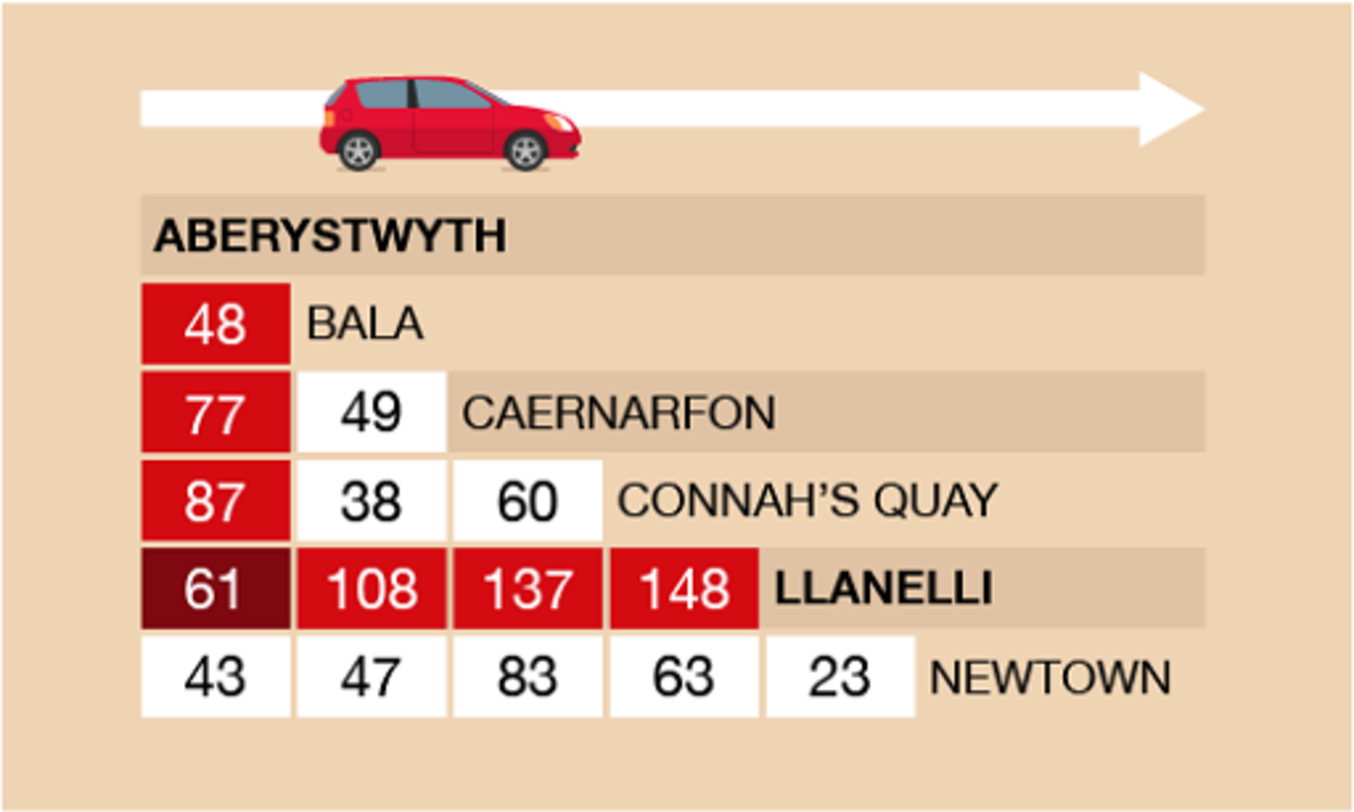 ABERYSTWYTH
48 BALA
77 49 CAERNARFON
87 38 60 CONNAH’S QUAY
61 108 137 148 LLANELLI
43 47 83 63 23 NEWTOWN